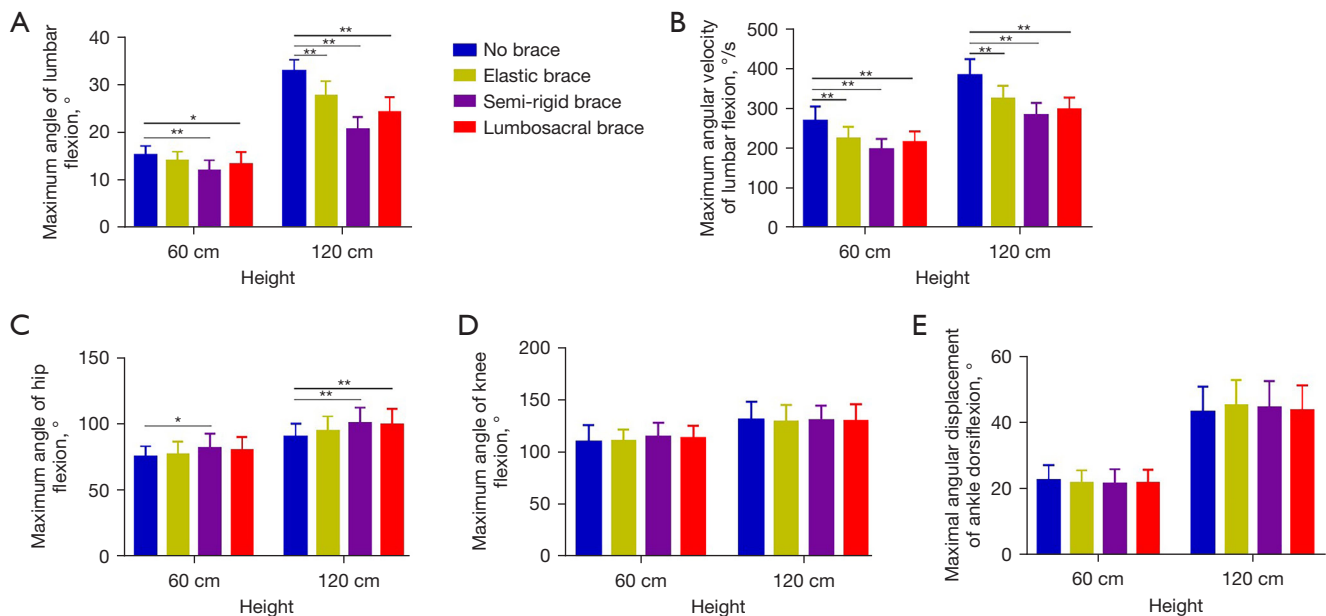 A
Maximum angle of lumbar
flexion, °
40
30
20
10
0
*
**
**
**
**
60 cm
120 cm
Height
No brace
Elastic brace
Semi-rigid brace
Lumbosacral brace
B
Maximum angular velocity
of lumbar flexion, °/s
500
400
300
200
100
0
**
**
**
**
**
**
60 cm
120 cm
Height
C
Maximum angle of hip
flexion, °
150
100
50
0
*
**
**
60 cm
120 cm
Height
D
Maximum angle of knee
flexion, °
200
150
100
50
0
60 cm
120 cm
Height
E
Maximal angular displacement
of ankle dorsiflexion, °
60
40
20
0
60 cm
120 cm
Height